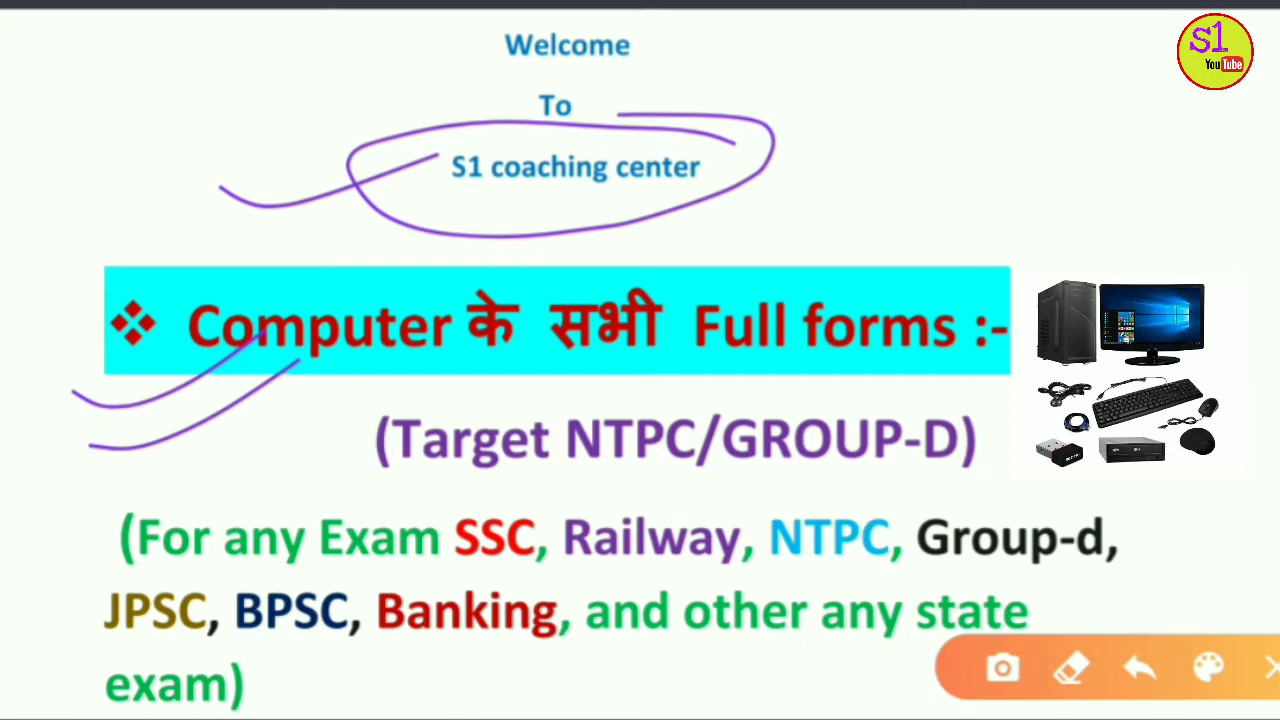 Welcome
S1
YouTube
To
S1 coaching center
❖ Computer के सभी Full forms :-
(Target NTPC/GROUP-D)
(For any Exam SSC, Railway, NTPC, Group-d,
JPSC, BPSC, Banking, and other any state
exam)